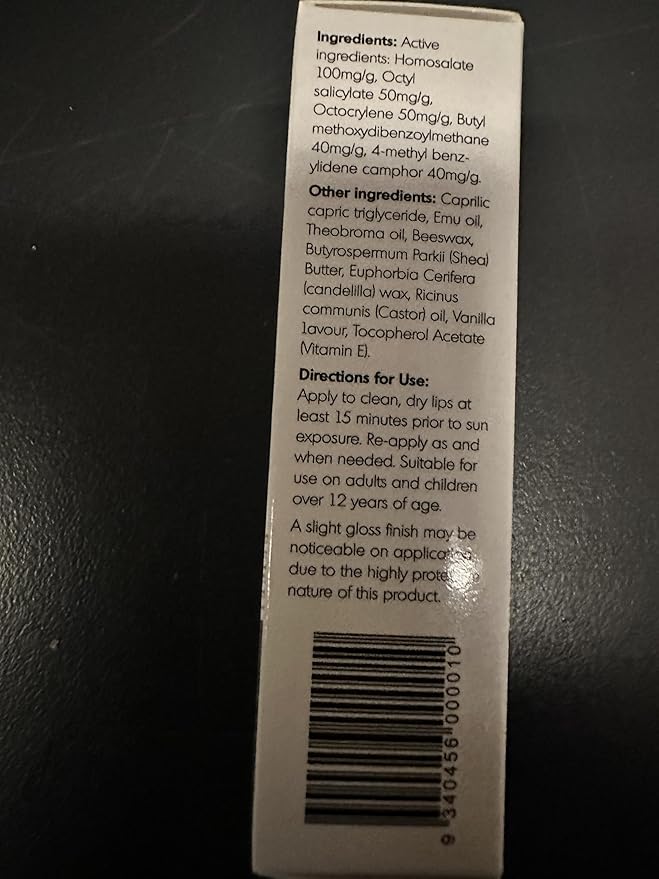 Ingredients: Active
ingredients: Homosalate
100mg/g, Octyl
salicylate 50mg/g,
Octocrylene 50mg/g, Butyl
methoxydibenzoylmethane
40mg/g, 4-methyl benz-
ylidene camphor 40mg/g.
Other ingredients: Caprilic
capric triglyceride, Emu oil,
Theobroma oil, Beeswax,
Butyrospermum Parkii (Shea)
Butter, Euphorbia Cerifera
(candelilla) wax, Ricinus
communis (Castor) oil, Vanilla
lavour, Tocopherol Acetate
(Vitamin E).
Directions for Use:
Apply to clean, dry lips at
least 15 minutes prior to sun
exposure. Re-apply as and
when needed. Suitable for
use on adults and children
over 12 years of age.
A slight gloss finish may be
noticeable on
due to the highly
nature of this product.
9 340456 000010